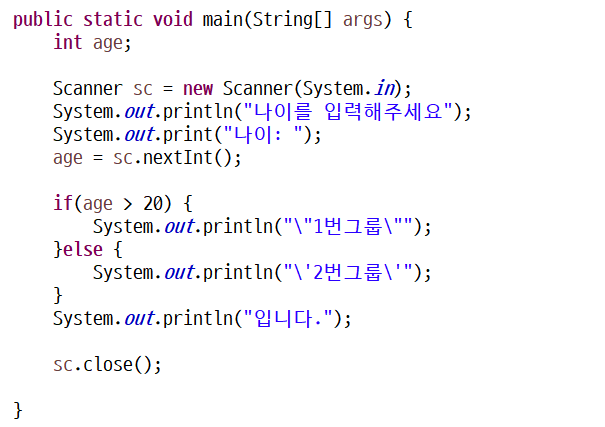 public static void main(String[] args) {
    int age;

    Scanner sc = new Scanner(System.in);
    System.out.println("나이를 입력해주세요");
    System.out.print("나이: ");
    age = sc.nextInt();

    if(age > 20) {
        System.out.println("\"1번그룹\"");
    }else {
        System.out.println("\'2번그룹\'");
    }
    System.out.println("입니다.");

    sc.close();

}